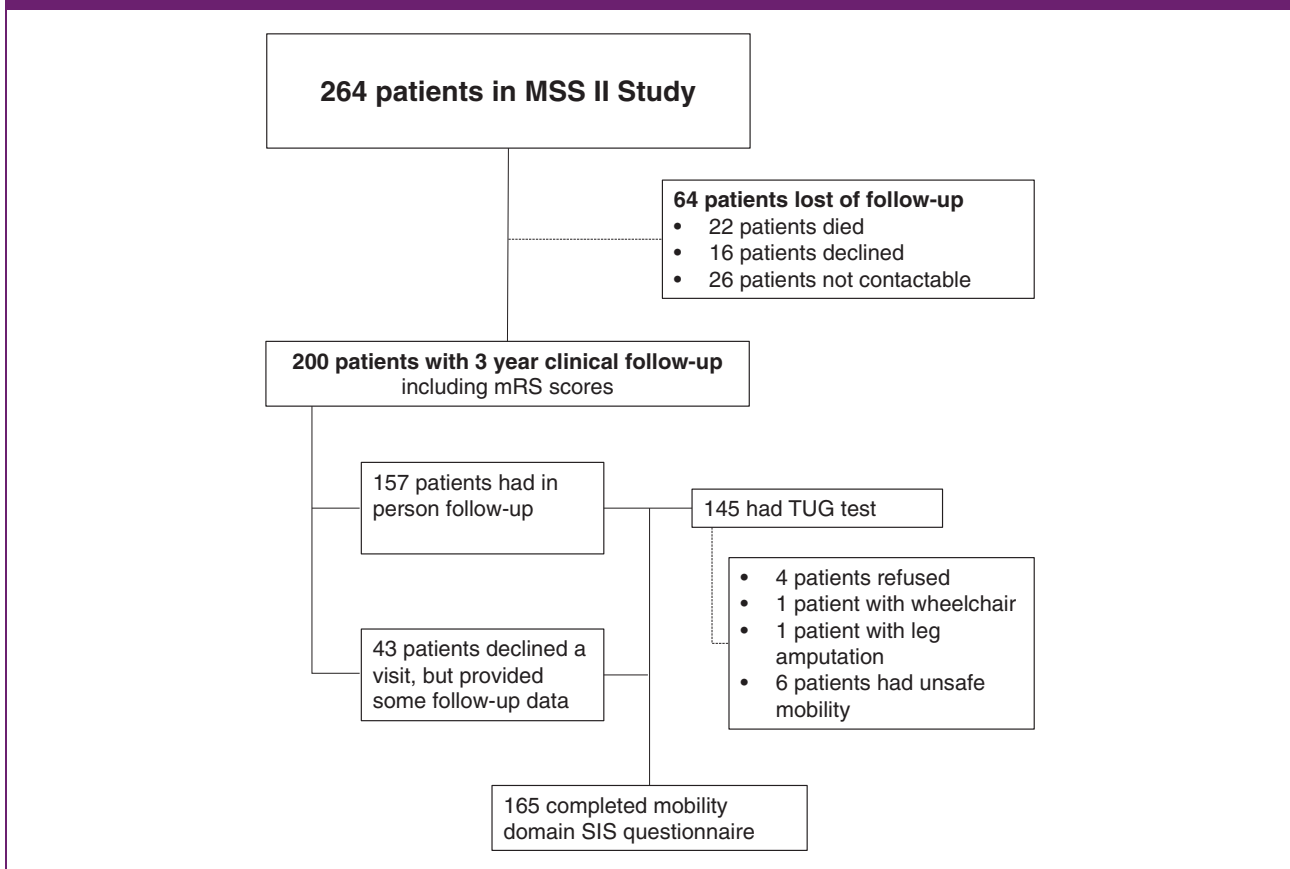 264 patients in MSS II Study
64 patients lost of follow-up
• 22 patients died
• 16 patients declined
• 26 patients not contactable
200 patients with 3 year clinical follow-up
including mRS scores
157 patients had in
person follow-up
145 had TUG test
• 4 patients refused
• 1 patient with wheelchair
• 1 patient with leg
amputation
• 6 patients had unsafe
mobility
43 patients declined a
visit, but provided
some follow-up data
165 completed mobility
domain SIS questionnaire